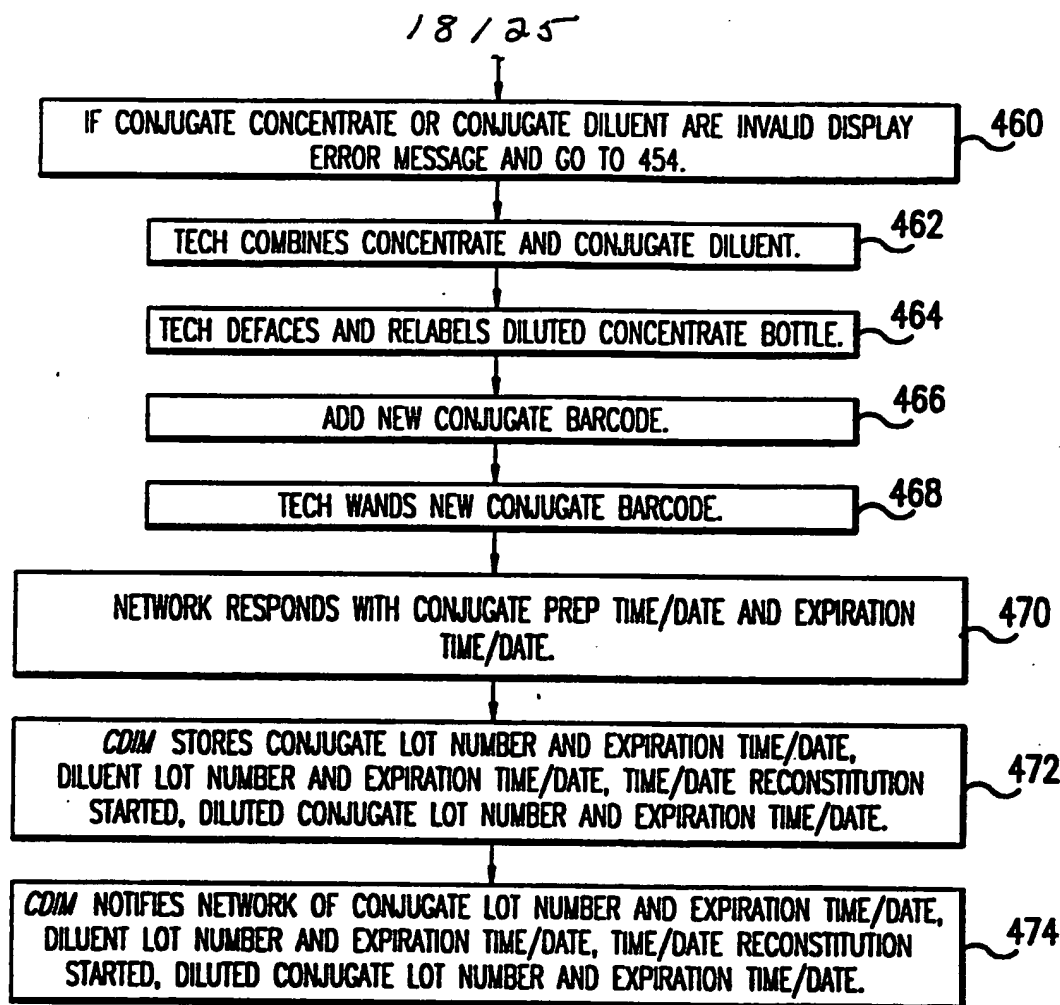 18/25
IF CONJUGATE CONCENTRATE OR CONJUGATE DILUENT ARE INVALID DISPLAY
ERROR MESSAGE AND GO TO 454.
460
TECH COMBINES CONCENTRATE AND CONJUGATE DILUENT.
462
TECH DEFACES AND RELABELS DILUTED CONCENTRATE BOTTLE.
464
ADD NEW CONJUGATE BARCODE.
466
TECH WANDS NEW CONJUGATE BARCODE.
468
NETWORK RESPONDS WITH CONJUGATE PREP TIME/DATE AND EXPIRATION
TIME/DATE.
470
CDIM STORES CONJUGATE LOT NUMBER AND EXPIRATION TIME/DATE,
DILUENT LOT NUMBER AND EXPIRATION TIME/DATE, TIME/DATE RECONSTITUTION
STARTED, DILUTED CONJUGATE LOT NUMBER AND EXPIRATION TIME/DATE.
472
CDIM NOTIFIES NETWORK OF CONJUGATE LOT NUMBER AND EXPIRATION TIME/DATE,
DILUENT LOT NUMBER AND EXPIRATION TIME/DATE, TIME/DATE RECONSTITUTION
STARTED, DILUTED CONJUGATE LOT NUMBER AND EXPIRATION TIME/DATE.
474